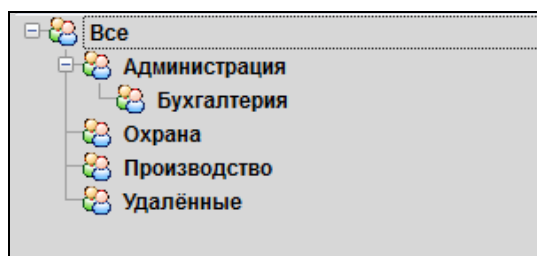 Все
Администрация
Бухгалтерия
Охрана
Производство
Удалённые